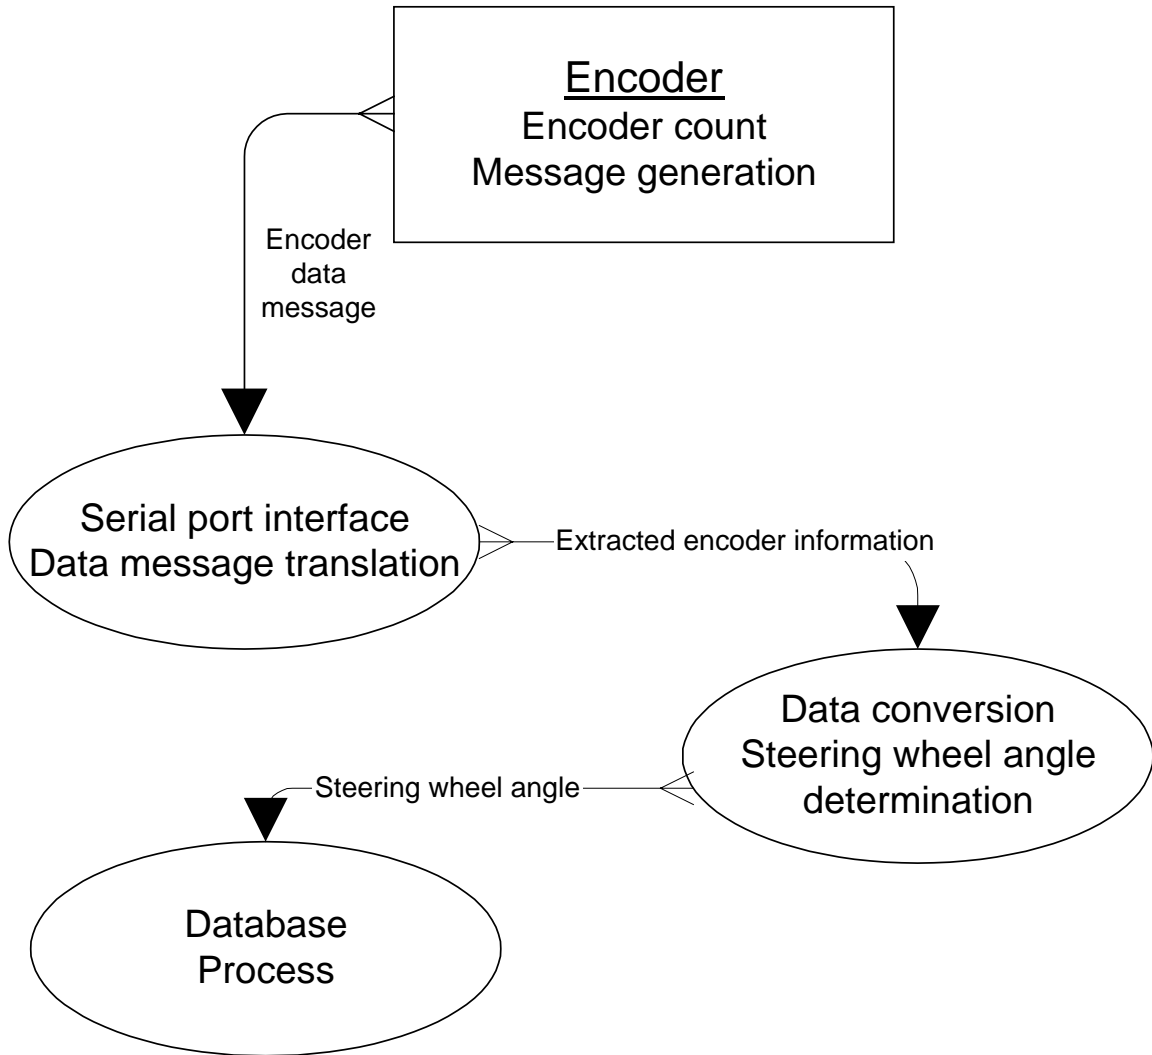 Encoder
Encoder count
Message generation
Encoder
data
message
Serial port interface
Data message translation
Extracted encoder information
Data conversion
Steering wheel angle
determination
Steering wheel angle
Database
Process